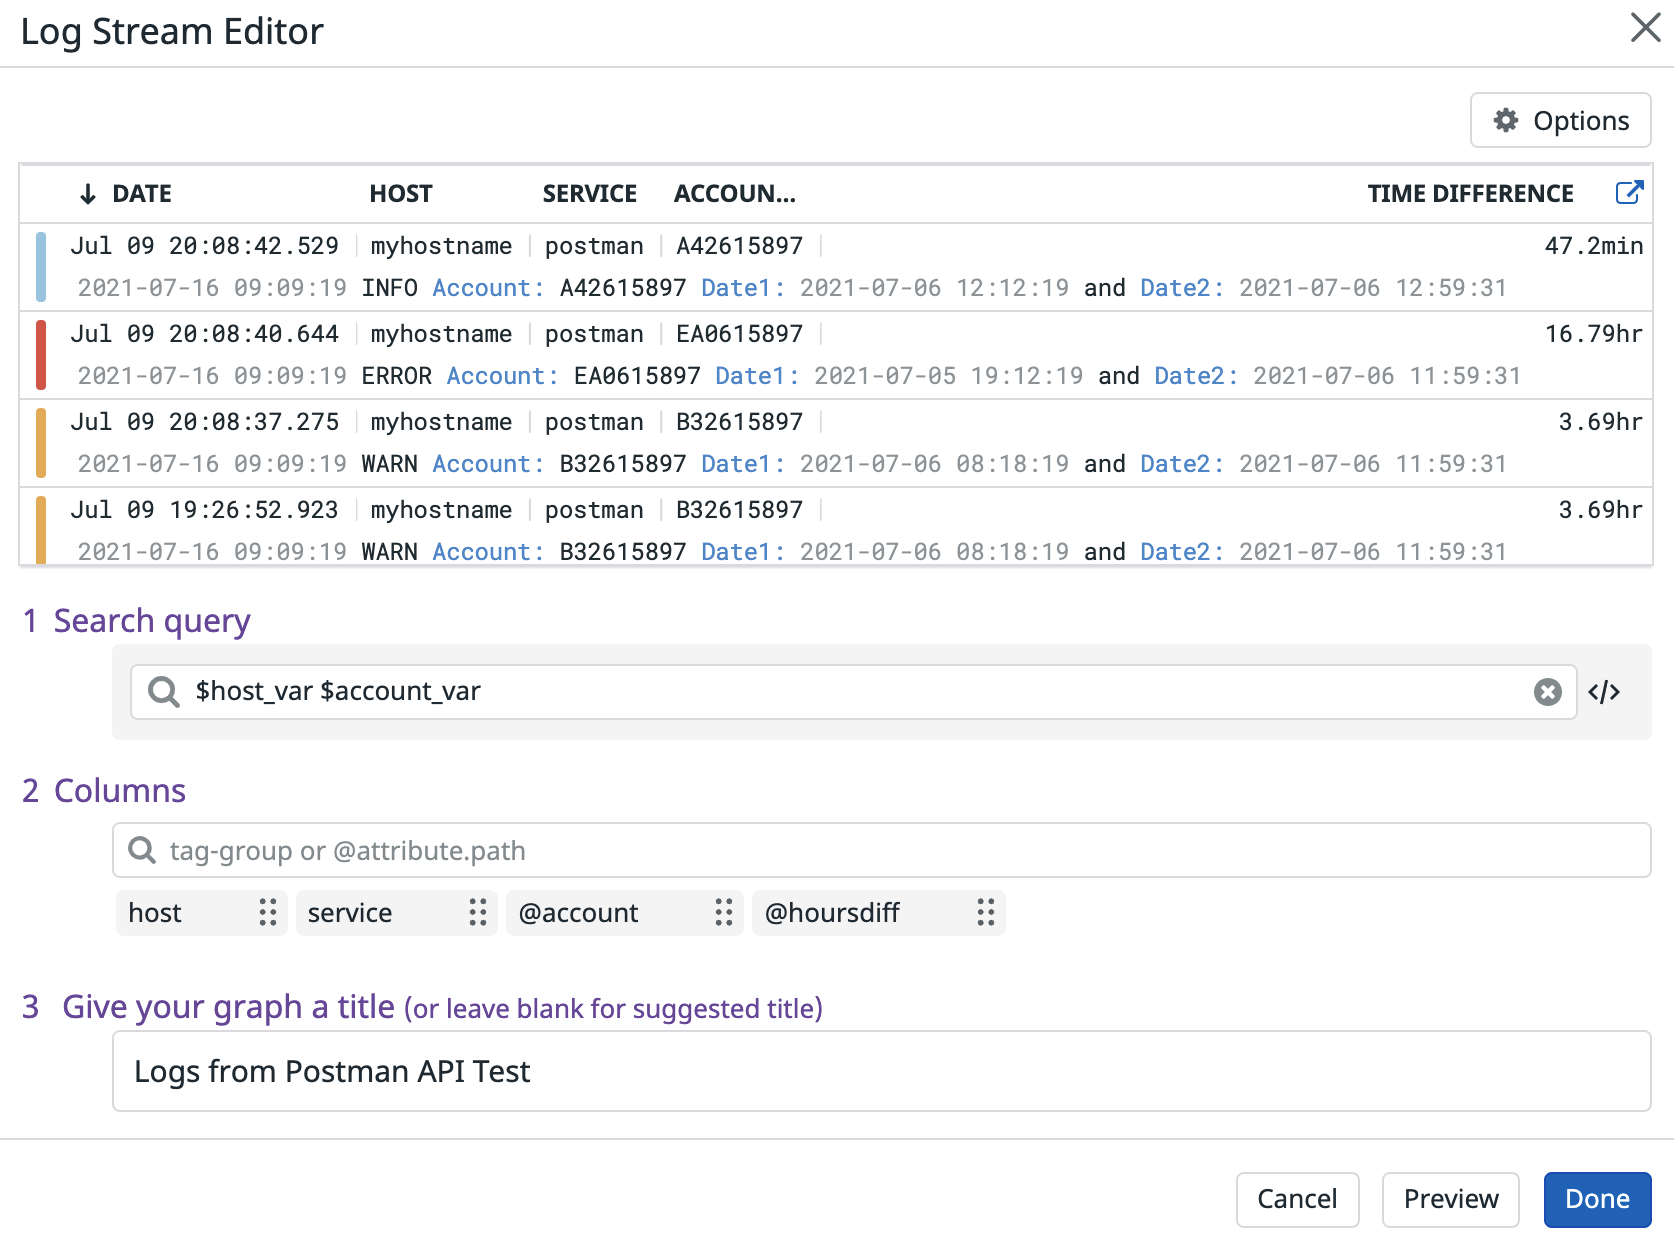 Log Stream Editor
Options
DATE HOST SERVICE ACCOUN... TIME DIFFERENCE
Jul 09 20:08:42.529 myhostname postman A42615897 47.2min
2021-07-16 09:09:19 INFO Account: A42615897 Date1: 2021-07-06 12:12:19 and Date2: 2021-07-06 12:59:31
Jul 09 20:08:40.644 myhostname postman EA0615897 16.79hr
2021-07-16 09:09:19 ERROR Account: EA0615897 Date1: 2021-07-05 19:12:19 and Date2: 2021-07-06 11:59:31
Jul 09 20:08:37.275 myhostname postman B32615897 3.69hr
2021-07-16 09:09:19 WARN Account: B32615897 Date1: 2021-07-06 08:18:19 and Date2: 2021-07-06 11:59:31
Jul 09 19:26:52.923 myhostname postman B32615897 3.69hr
2021-07-16 09:09:19 WARN Account: B32615897 Date1: 2021-07-06 08:18:19 and Date2: 2021-07-06 11:59:31
1 Search query
$host_var $account_var </>
2 Columns
tag-group or @attribute.path
host service @account @hoursdiff
3 Give your graph a title (or leave blank for suggested title)
Logs from Postman API Test
Cancel Preview Done